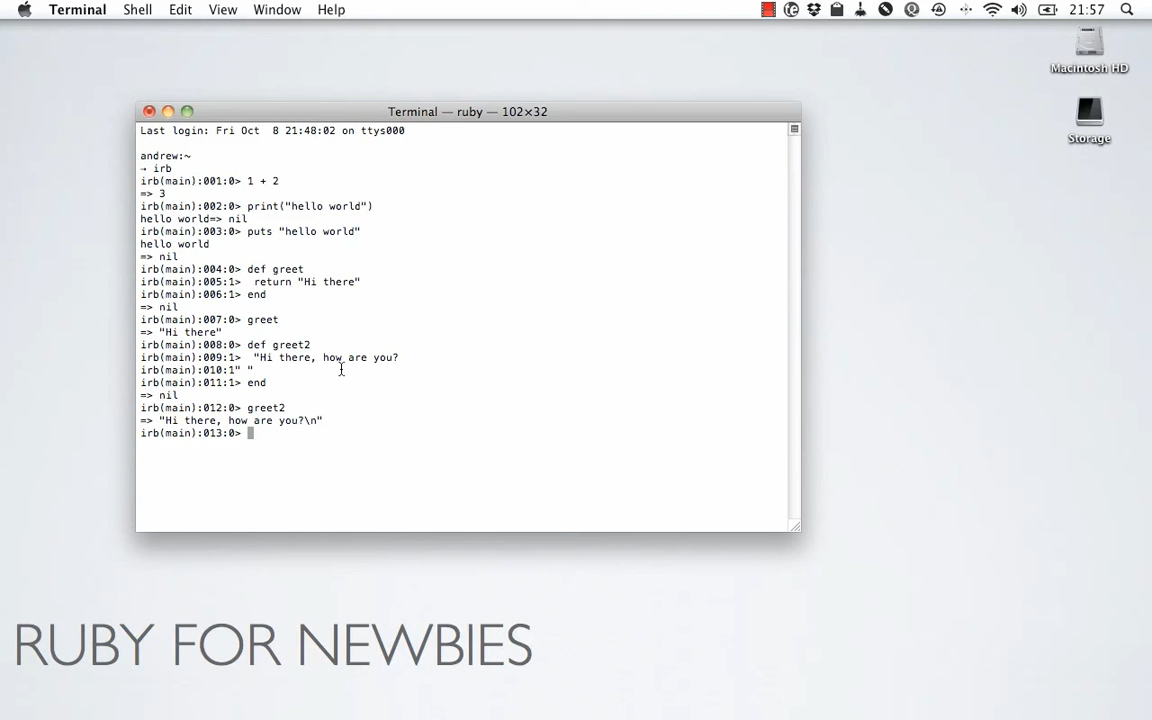 Terminal Shell Edit View Window Help 21:57
Macintosh HD
Storage
Terminal — ruby — 102×32
Last login: Fri Oct  8 21:48:02 on ttys000
andrew:~
→ irb
irb(main):001:0> 1 + 2
=> 3
irb(main):002:0> print("hello world")
hello world=> nil
irb(main):003:0> puts "hello world"
hello world
=> nil
irb(main):004:0> def greet
irb(main):005:1>  return "Hi there"
irb(main):006:1> end
=> nil
irb(main):007:0> greet
=> "Hi there"
irb(main):008:0> def greet2
irb(main):009:1>  "Hi there, how are you?
irb(main):010:1" "
irb(main):011:1> end
=> nil
irb(main):012:0> greet2
=> "Hi there, how are you?\n"
irb(main):013:0>
RUBY FOR NEWBIES